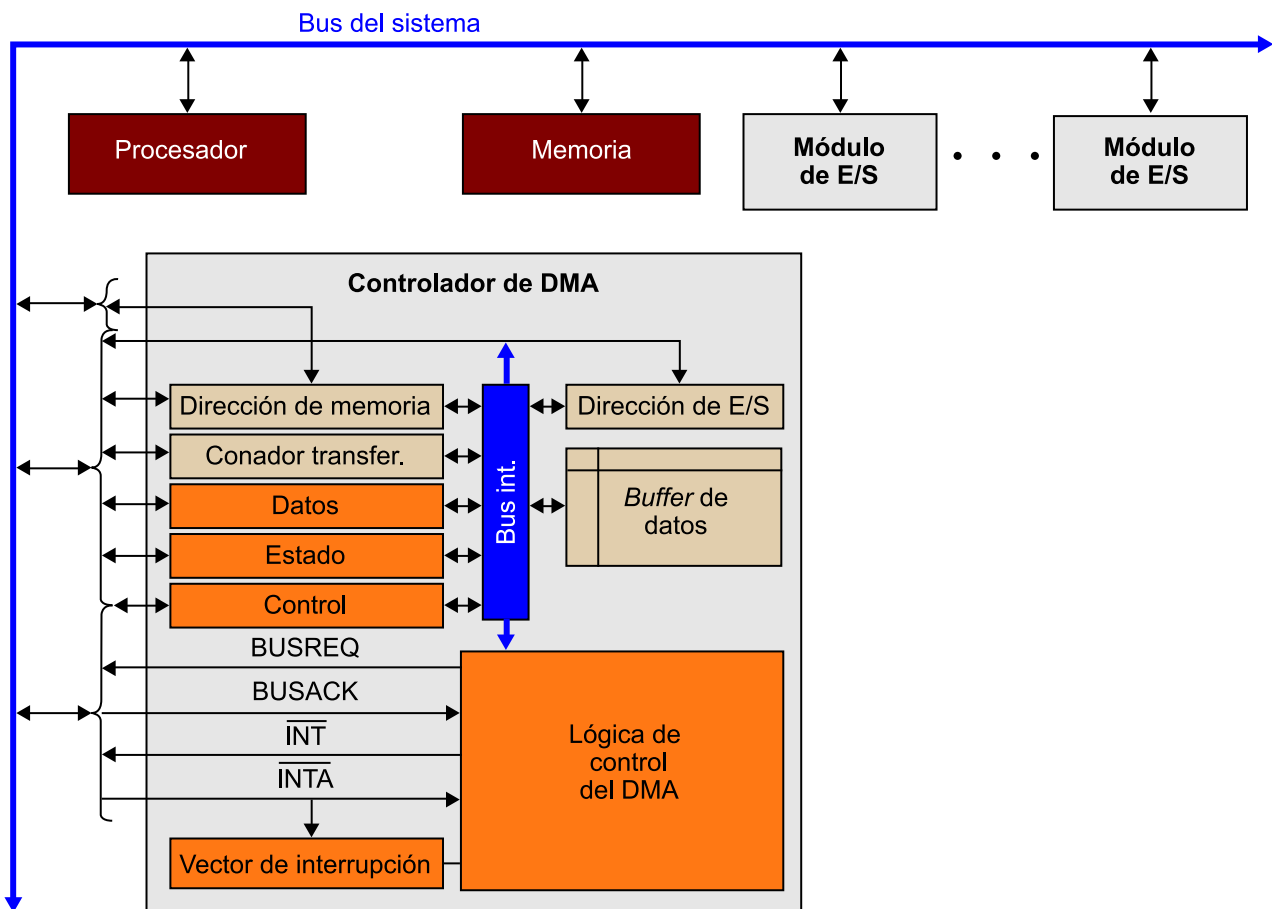 Bus del sistema
Procesador
Memoria
Módulo
de E/S
Módulo
de E/S
Controlador de DMA
Dirección de memoria
Dirección de E/S
Conador transfer.
Datos
Estado
Control
Bus int.
Buffer de
datos
BUSREQ
BUSACK
INT
INTA
Lógica de
control
del DMA
Vector de interrupción